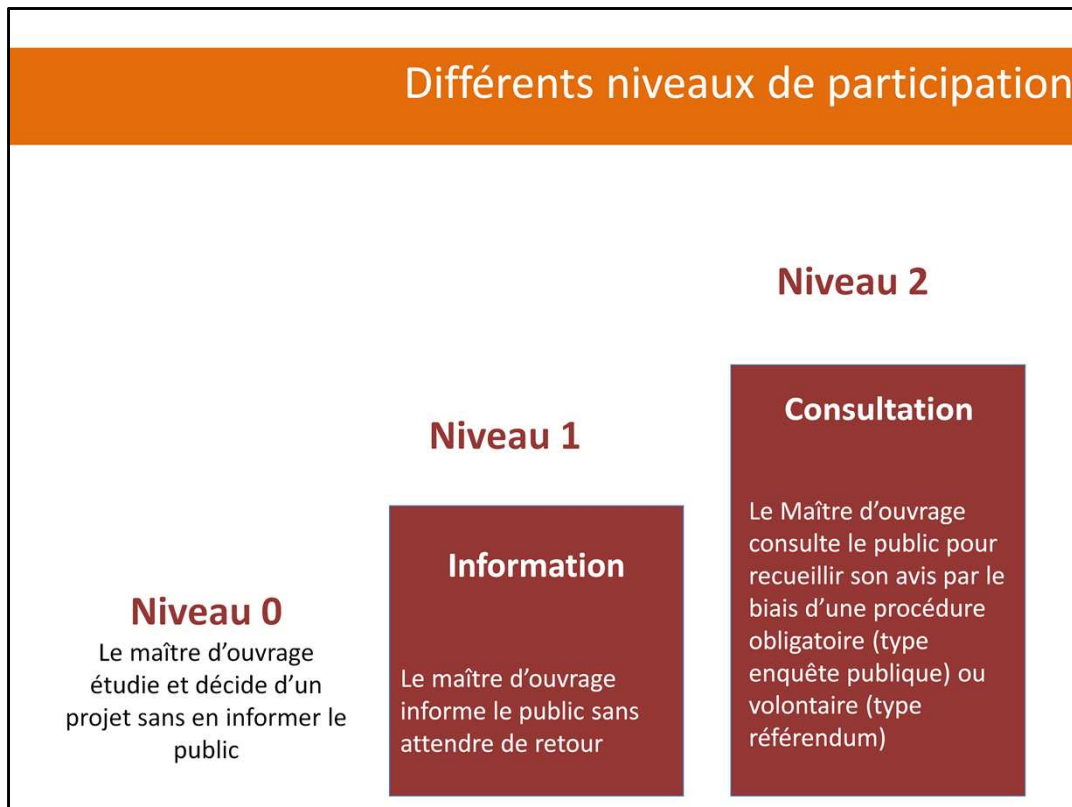 Différents niveaux de participation
Niveau 0
Le maître d’ouvrage
étudie et décide d’un
projet sans en informer le
public
Niveau 1
Information
Le maître d’ouvrage
informe le public sans
attendre de retour
Niveau 2
Consultation
Le Maître d’ouvrage
consulte le public pour
recueillir son avis par le
biais d’une procédure
obligatoire (type
enquête publique) ou
volontaire (type
référendum)